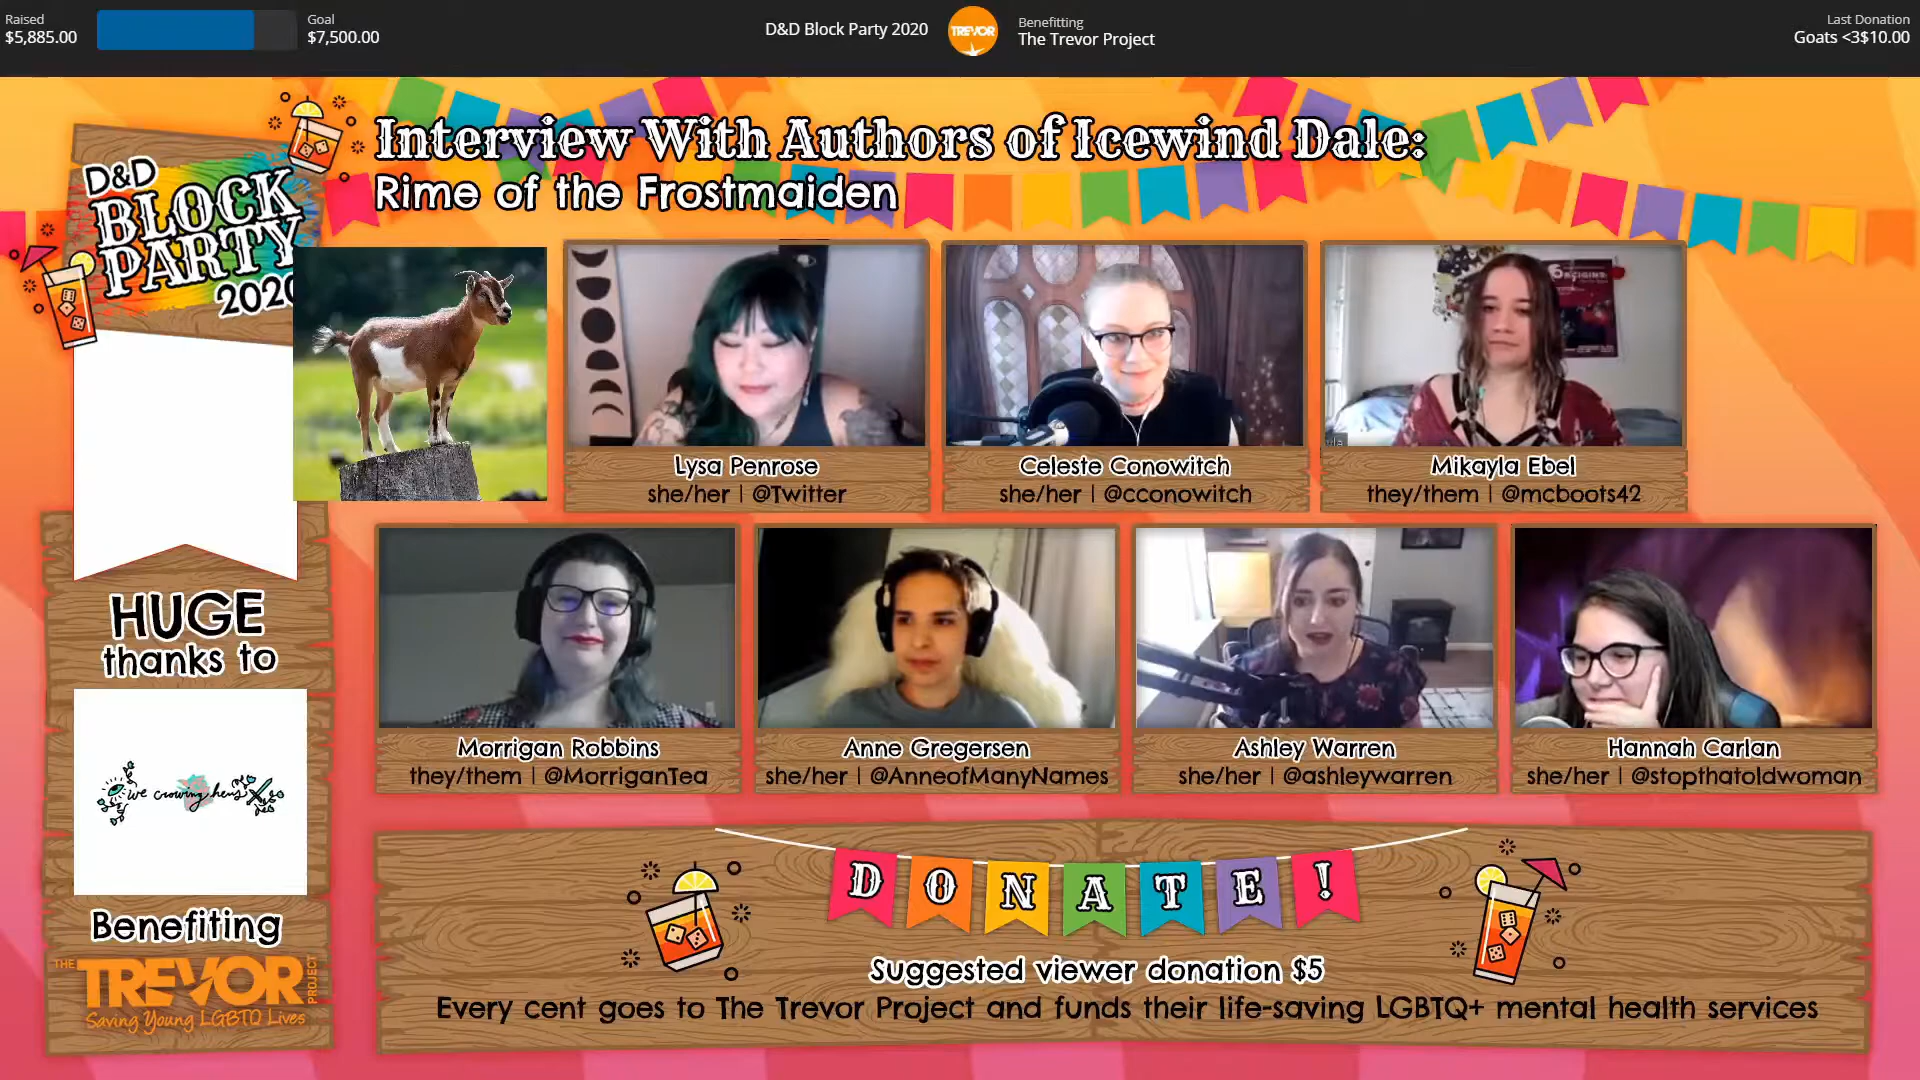 Raised
$5,885.00
Goal
$7,500.00
D&D Block Party 2020
TREVOR
Benefitting
The Trevor Project
Last Donation
Goats <3$10.00
Interview With Authors of Icewind Dale:
Rime of the Frostmaiden
D&D
BLOCK
PARTY
2020
Lysa Penrose
she/her | @Twitter
Celeste Conowitch
she/her | @cconowitch
Mikayla Ebel
they/them | @mcboots42
Morrigan Robbins
they/them | @MorriganTea
Anne Gregersen
she/her | @AnneofManyNames
Ashley Warren
she/her | @ashleywarren
Hannah Carlan
she/her | @stopthatoldwoman
HUGE
thanks to
we crowing hens
Benefiting
THE TREVOR PROJECT
Saving Young LGBTQ Lives
DONATE!
Suggested viewer donation $5
Every cent goes to The Trevor Project and funds their life-saving LGBTQ+ mental health services